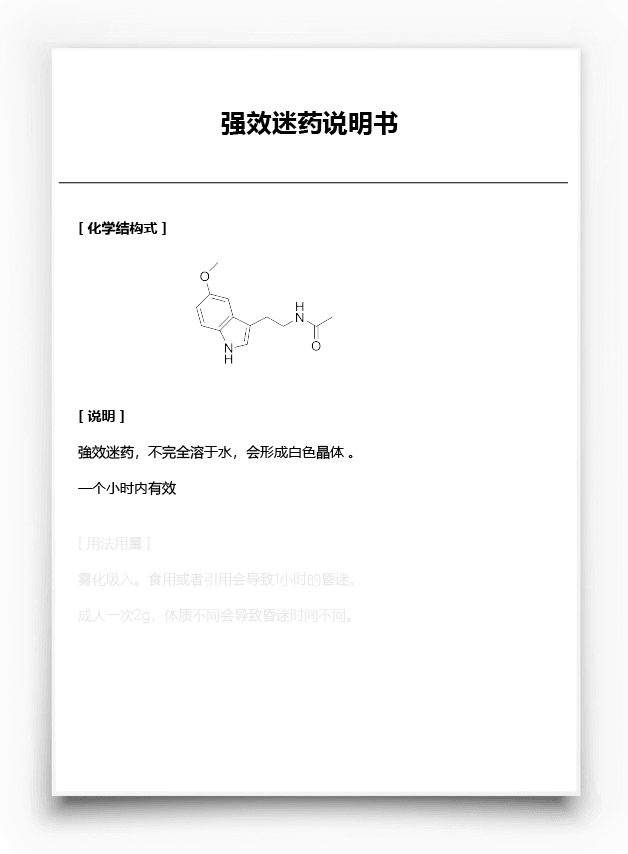 强效迷药说明书
[ 化学结构式 ]
O
H
N
O
N
H
[ 说明 ]
強效迷药，不完全溶于水，会形成白色晶体 。
一个小时内有效
[ 用法用量 ]
雾化吸入。食用或者引用会导致1小时的昏迷。
成人一次2g，体质不同会导致昏迷时间不同。